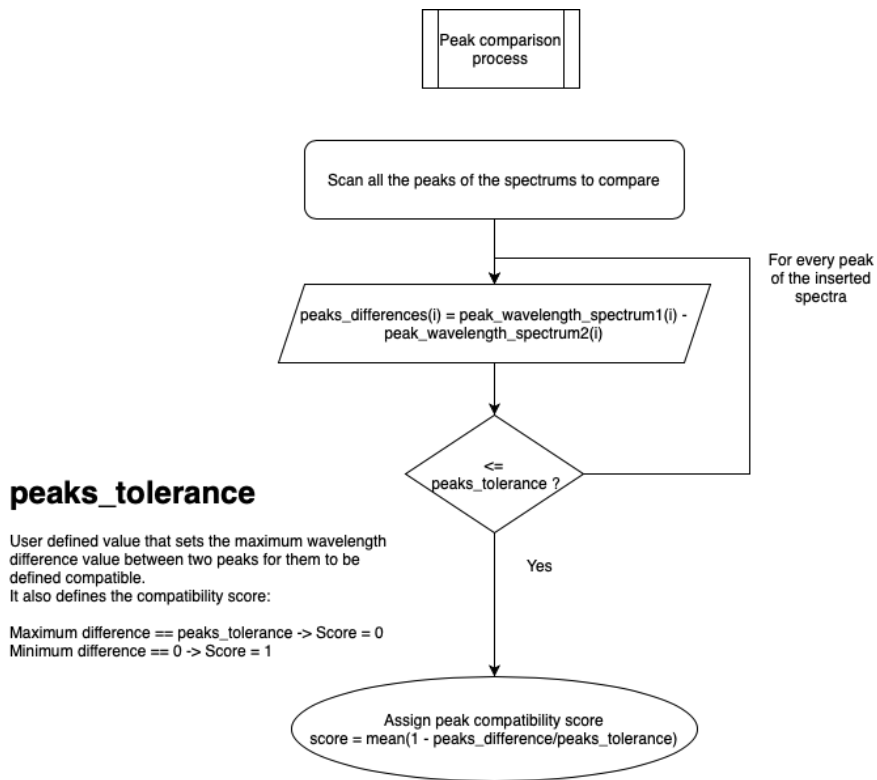 Peak comparison
process
Scan all the peaks of the spectrums to compare
For every peak
of the inserted
spectra
peaks_differences(i) = peak_wavelength_spectrum1(i) -
peak_wavelength_spectrum2(i)
<=
peaks_tolerance ?
peaks_tolerance
User defined value that sets the maximum wavelength
difference value between two peaks for them to be
defined compatible.
It also defines the compatibility score:
Maximum difference == peaks_tolerance -> Score = 0
Minimum difference == 0 -> Score = 1
Yes
Assign peak compatibility score
score = mean(1 - peaks_difference/peaks_tolerance)